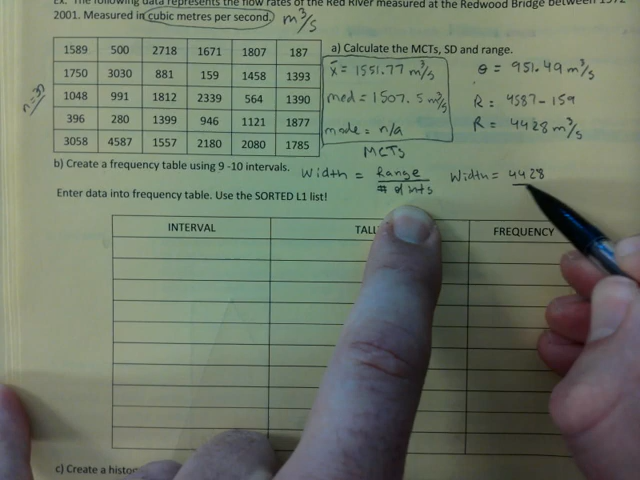 Ex. The following data represents the flow rates of the Red River measured at the Redwood Bridge between 1972
2001. Measured in cubic metres per second. m³/s
1589 500 2718 1671 1807 187
1750 3030 881 159 1458 1393
1048 991 1812 2339 564 1390
396 280 1399 946 1121 1877
3058 4587 1557 2180 2080 1785
n=30
a) Calculate the MCTs, SD and range.
x̄ = 1551.77 m³/s
med = 1507.5 m³/s
mode = n/a
MCTs
θ = 951.49 m³/s
R = 4587 - 159
R = 4428 m³/s
b) Create a frequency table using 9 -10 intervals.
Width = Range / # of ints
Width = 4428
Enter data into frequency table. Use the SORTED L1 list!
INTERVAL TALL FREQUENCY
c) Create a histo